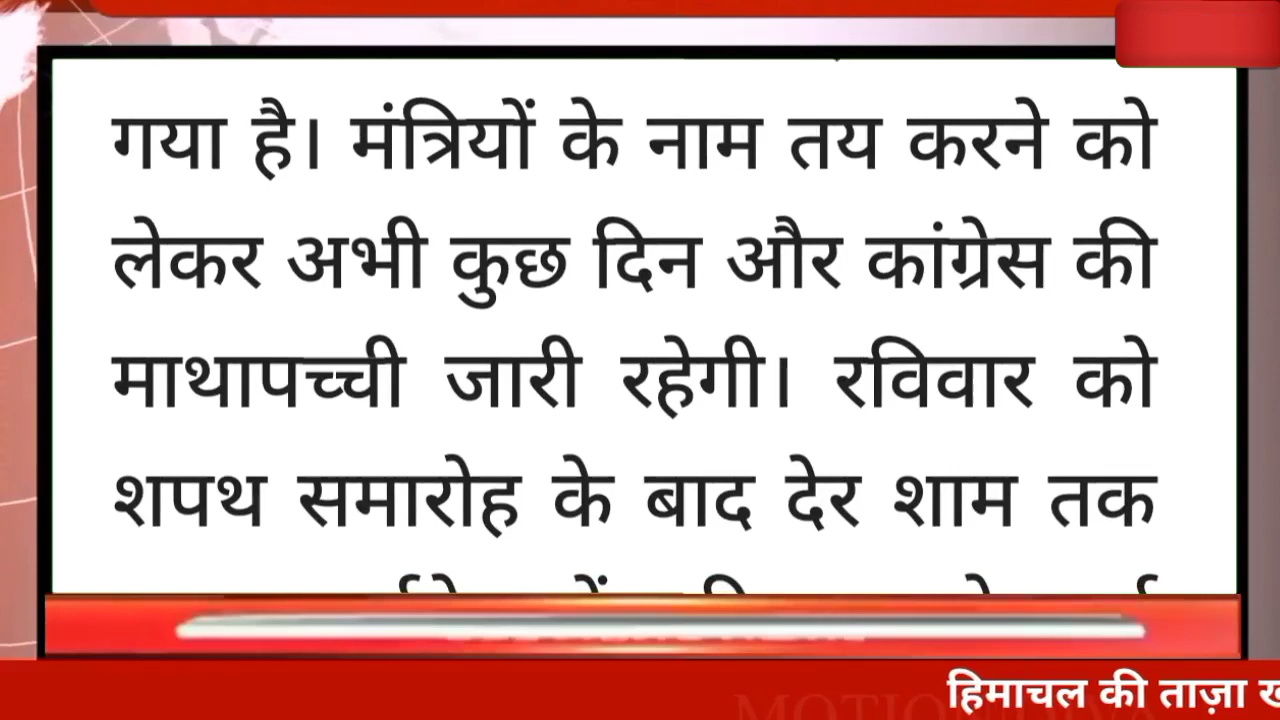 गया है। मंत्रियों के नाम तय करने को
लेकर अभी कुछ दिन और कांग्रेस की
माथापच्ची जारी रहेगी। रविवार को
शपथ समारोह के बाद देर शाम तक
हिमाचल की ताज़ा